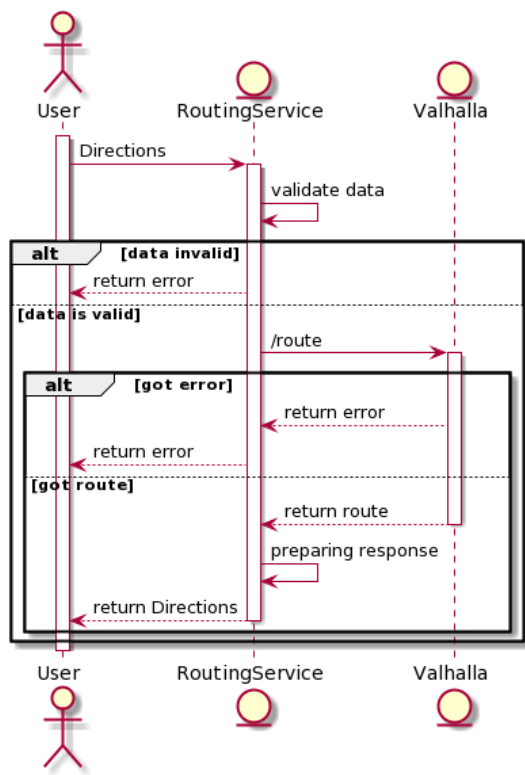 User
RoutingService
Valhalla
Directions
validate data
alt [data invalid]
return error
[data is valid]
/route
alt [got error]
return error
return error
[got route]
return route
preparing response
return Directions
User
RoutingService
Valhalla